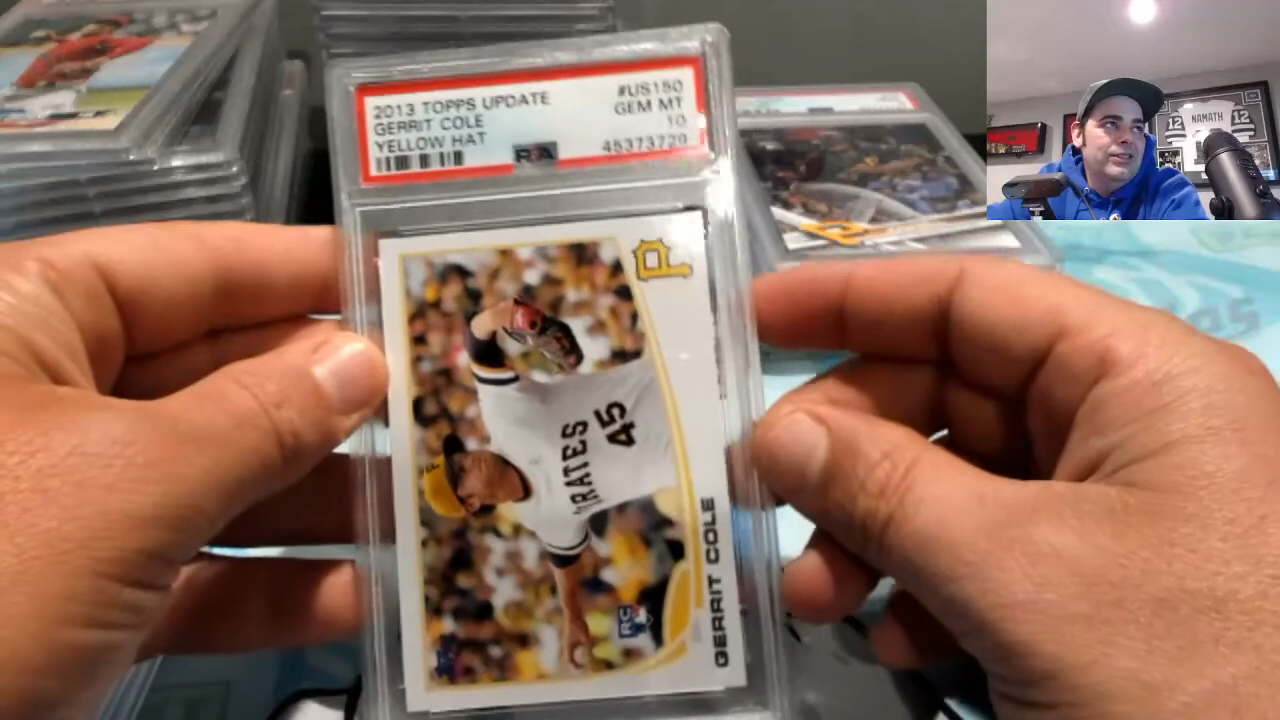 2013 TOPPS UPDATE #US150
GERRIT COLE GEM MT
YELLOW HAT 10
PSA 45373729
P
P
PIRATES
45
RC
GERRIT COLE
NAMATH
12 12